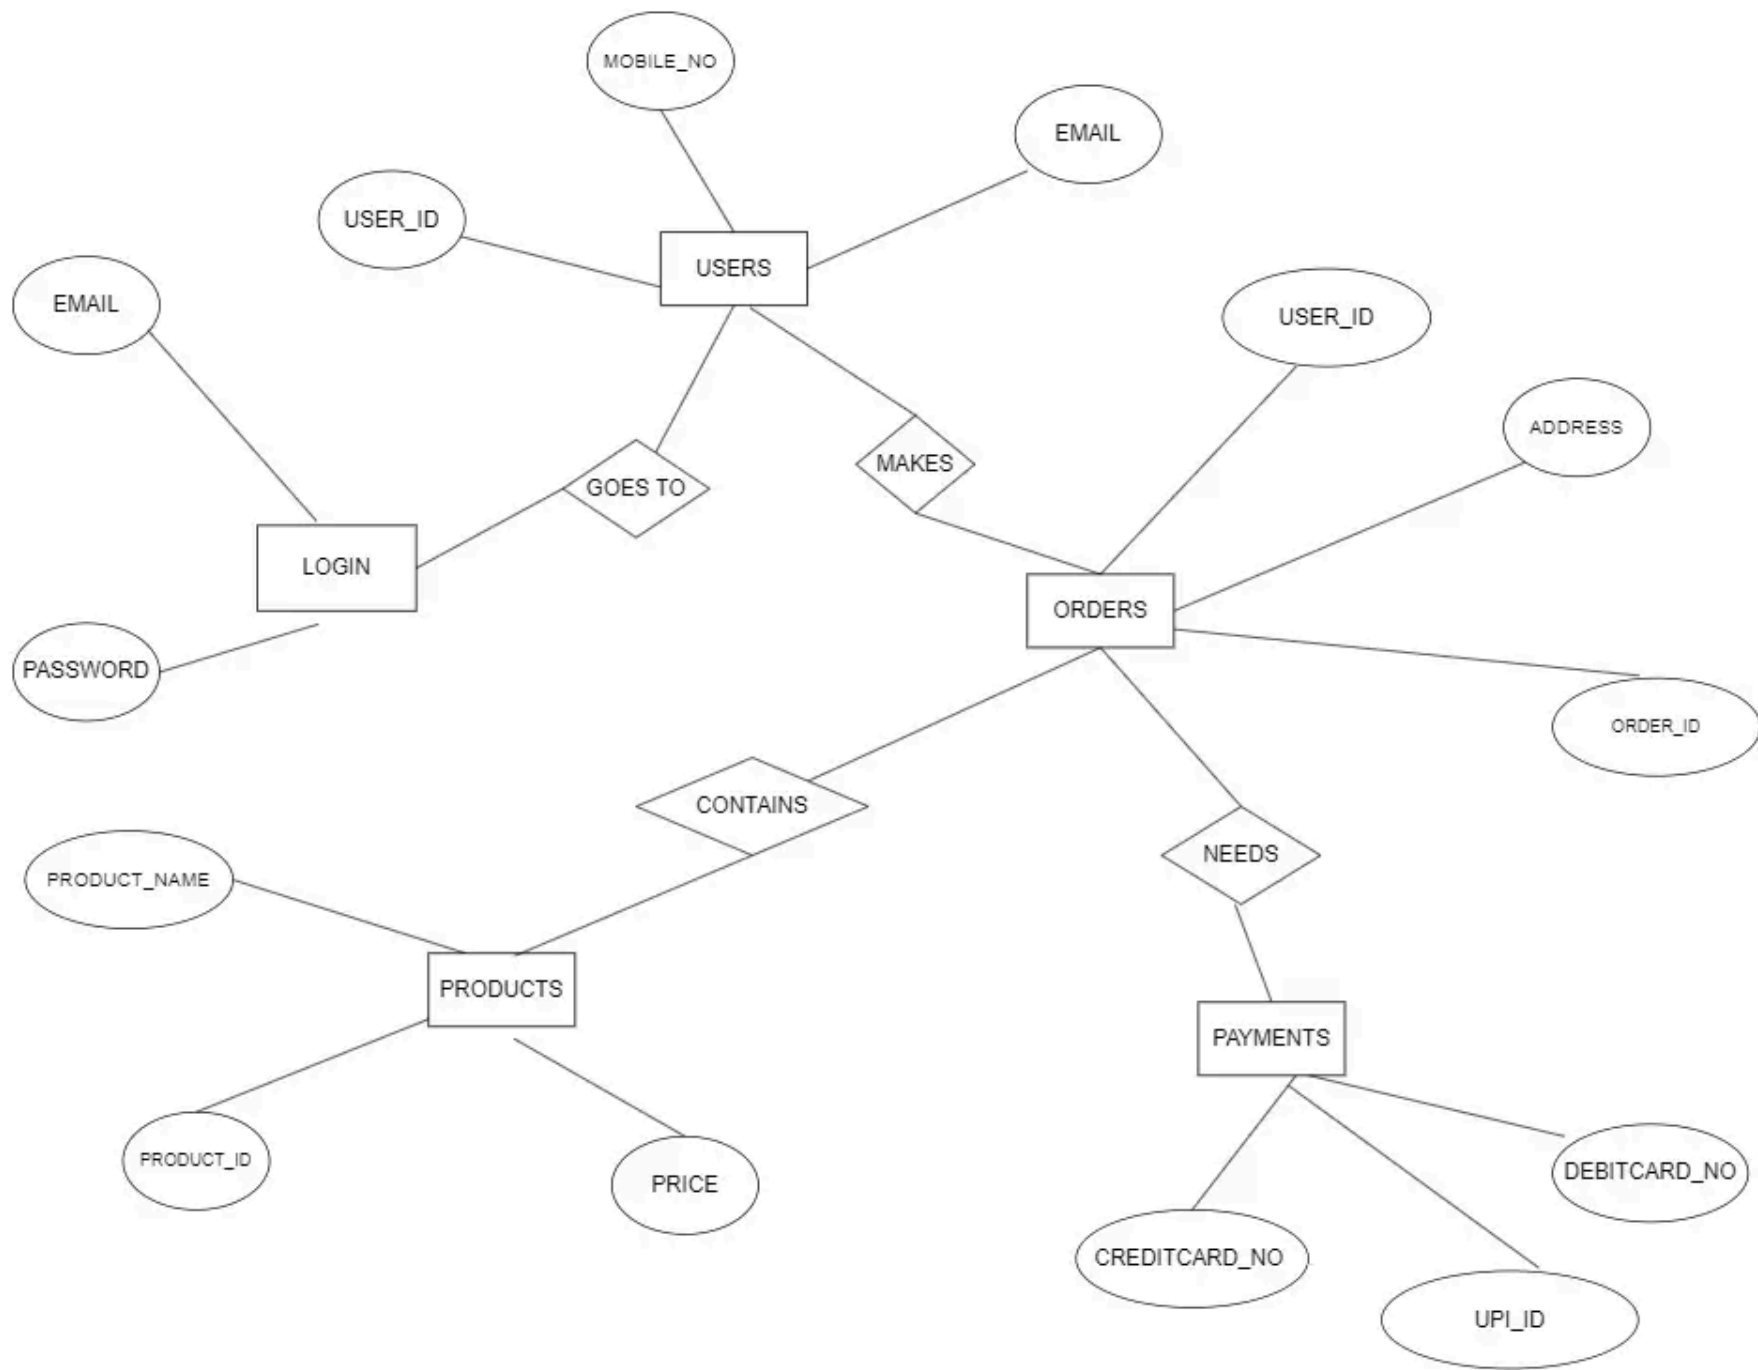 MOBILE_NO
EMAIL
USER_ID
USERS
EMAIL
USER_ID
ADDRESS
MAKES
GOES TO
LOGIN
ORDERS
PASSWORD
ORDER_ID
CONTAINS
NEEDS
PRODUCT_NAME
PRODUCTS
PAYMENTS
PRODUCT_ID
DEBITCARD_NO
PRICE
CREDITCARD_NO
UPI_ID